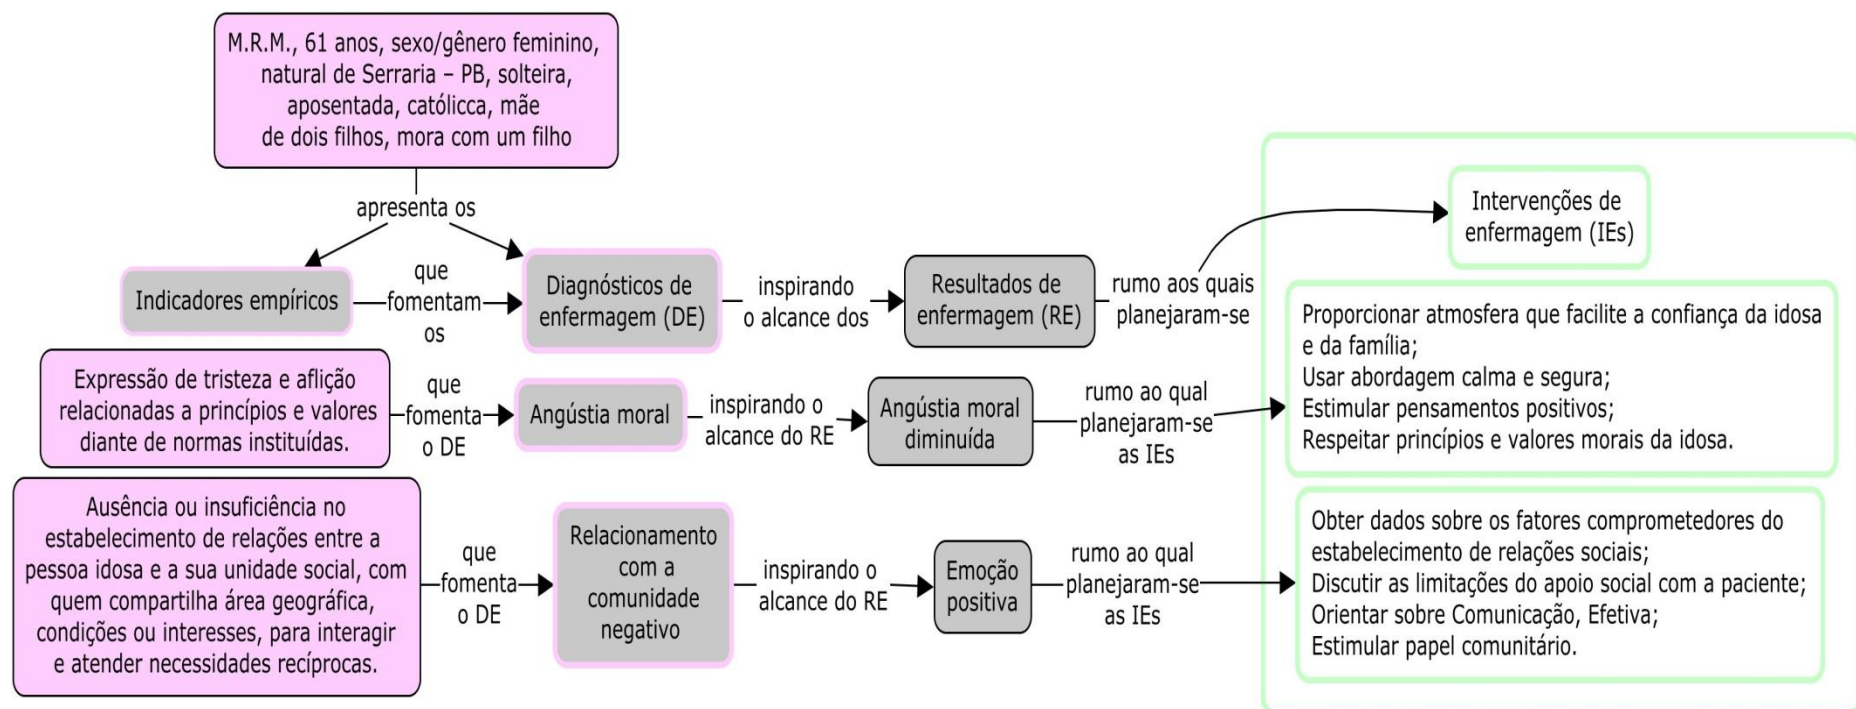 M.R.M., 61 anos, sexo/gênero feminino,
natural de Serraria – PB, solteira,
aposentada, católicca, mãe
de dois filhos, mora com um filho
apresenta os
Indicadores empíricos
que
fomentam
os
Diagnósticos de
enfermagem (DE)
inspirando
o alcance dos
Resultados de
enfermagem (RE)
rumo aos quais
planejaram-se
Intervenções de
enfermagem (IEs)
Expressão de tristeza e aflição
relacionadas a princípios e valores
diante de normas instituídas.
que
fomenta
o DE
Angústia moral
inspirando o
alcance do RE
Angústia moral
diminuída
rumo ao qual
planejaram-se
as IEs
Proporcionar atmosfera que facilite a confiança da idosa
e da família;
Usar abordagem calma e segura;
Estimular pensamentos positivos;
Respeitar princípios e valores morais da idosa.
Ausência ou insuficiência no
estabelecimento de relações entre a
pessoa idosa e a sua unidade social, com
quem compartilha área geográfica,
condições ou interesses, para interagir
e atender necessidades recíprocas.
que
fomenta
o DE
Relacionamento
com a
comunidade
negativo
inspirando o
alcance do RE
Emoção
positiva
rumo ao qual
planejaram-se
as IEs
Obter dados sobre os fatores comprometedores do
estabelecimento de relações sociais;
Discutir as limitações do apoio social com a paciente;
Orientar sobre Comunicação, Efetiva;
Estimular papel comunitário.